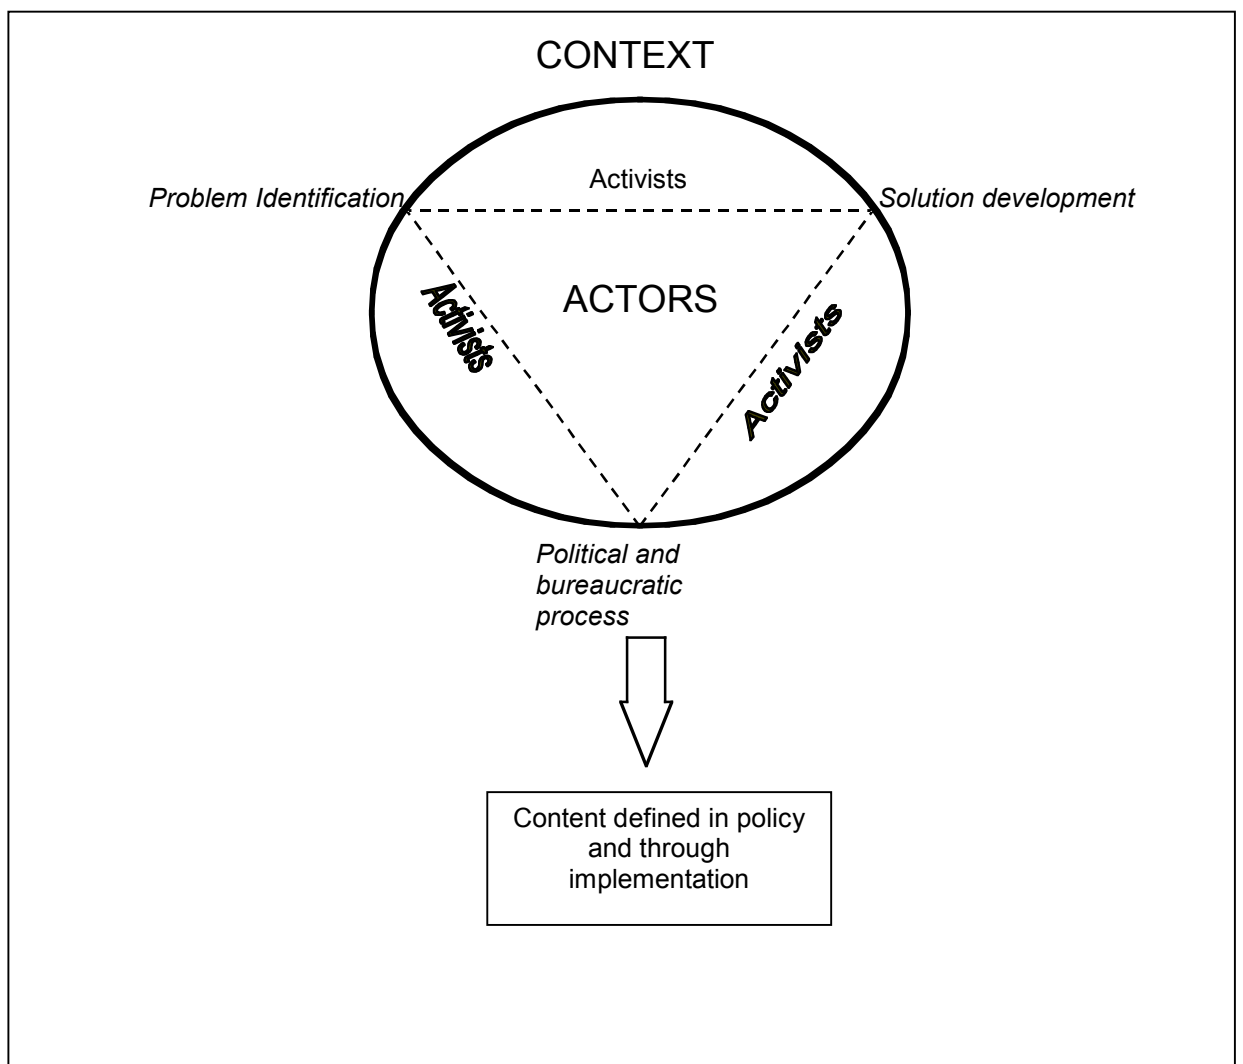 CONTEXT
Activists
Problem Identification
Solution development
ACTORS
Activists
Activists
Political and
bureaucratic
process
Content defined in policy
and through
implementation